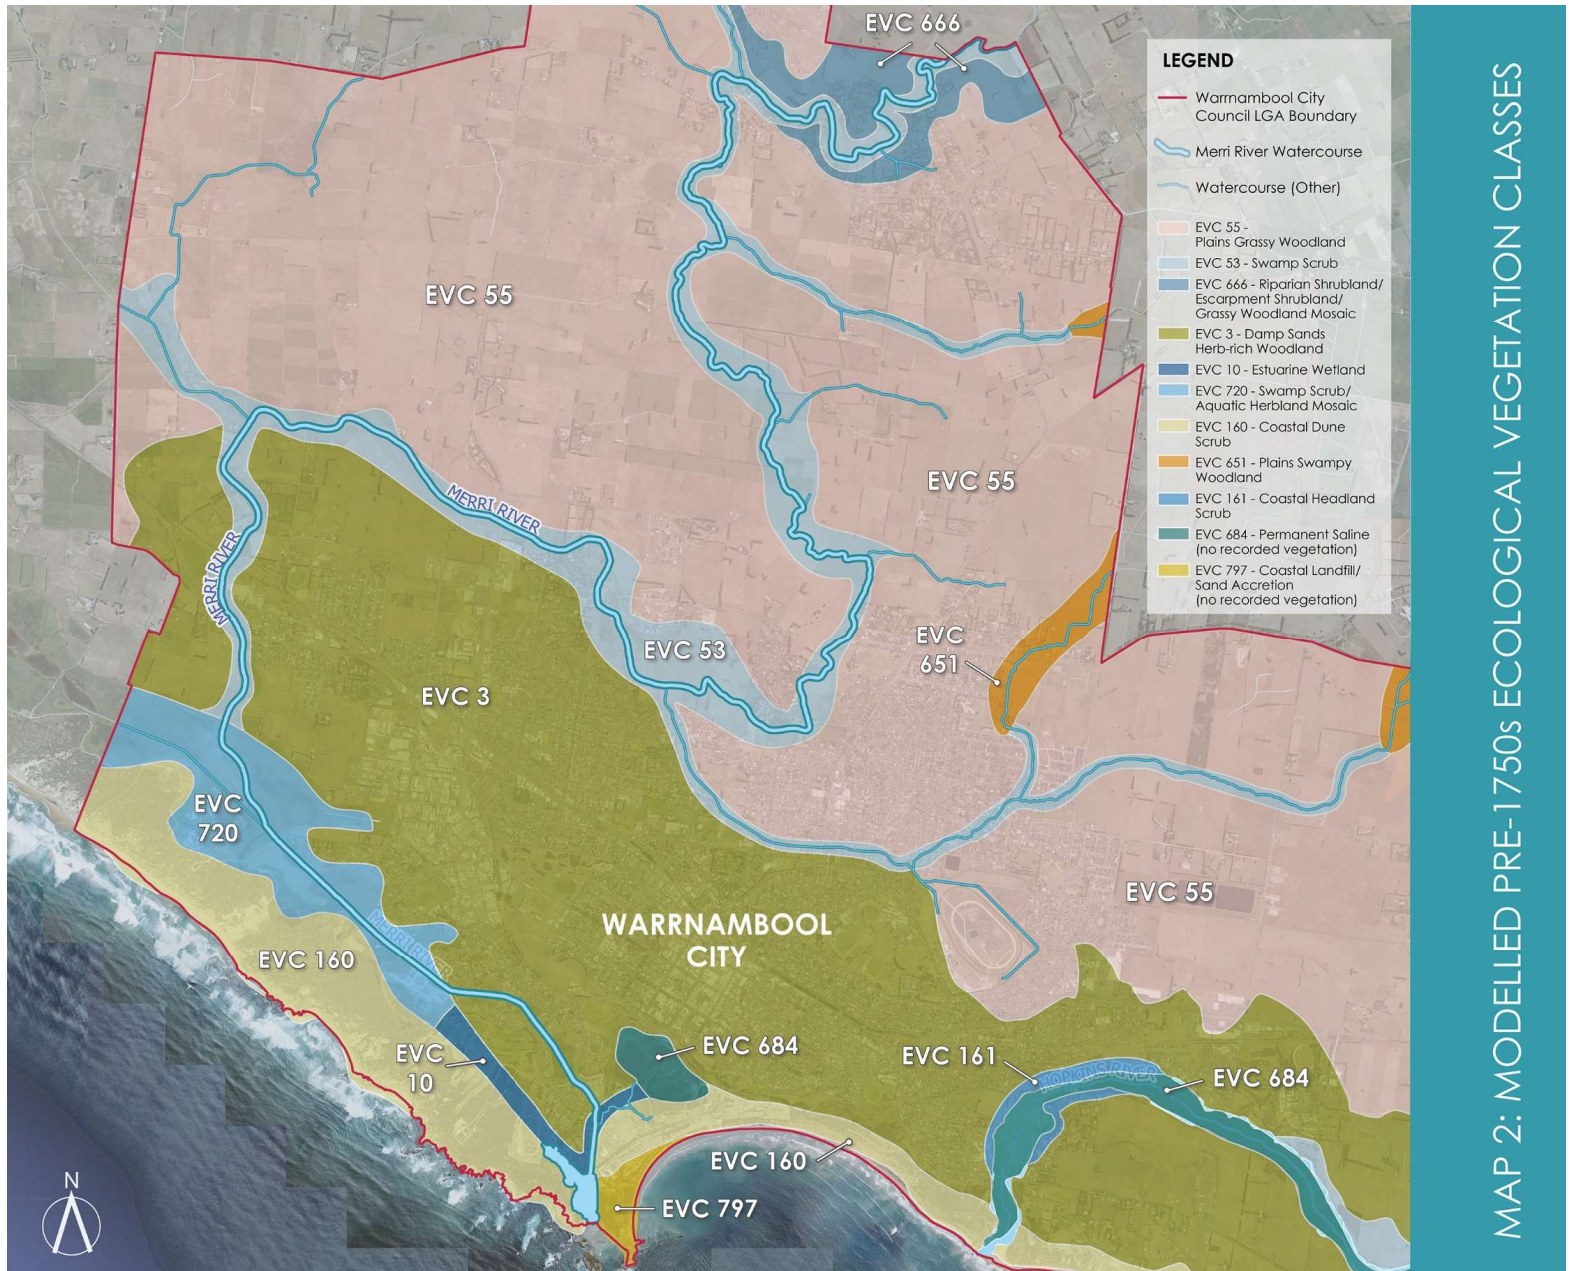 EVC 666
LEGEND
Warrnambool City
Council LGA Boundary
Merri River Watercourse
Watercourse (Other)
EVC 55 -
Plains Grassy Woodland
EVC 53 - Swamp Scrub
EVC 666 - Riparian Shrubland/
Escarpment Shrubland/
Grassy Woodland Mosaic
EVC 3 - Damp Sands
Herb-rich Woodland
EVC 10 - Estuarine Wetland
EVC 720 - Swamp Scrub/
Aquatic Herbland Mosaic
EVC 160 - Coastal Dune
Scrub
EVC 651 - Plains Swampy
Woodland
EVC 161 - Coastal Headland
Scrub
EVC 684 - Permanent Saline
(no recorded vegetation)
EVC 797 - Coastal Landfill/
Sand Accretion
(no recorded vegetation)
MAP 2: MODELLED PRE-1750s ECOLOGICAL VEGETATION CLASSES
EVC 55
EVC 55
MERRI RIVER
MERRI RIVER
EVC 53
EVC
651
EVC 3
EVC
720
EVC 55
WARRNAMBOOL
CITY
MERRI RIVER
EVC 160
EVC
10
EVC 684
EVC 161
HOPKINS RIVER
EVC 684
EVC 160
EVC 797
N